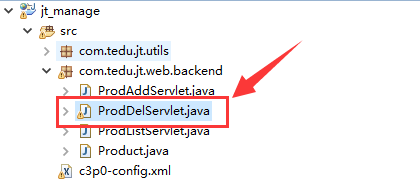 jt_manage
src
com.tedu.jt.utils
com.tedu.jt.web.backend
ProdAddServlet.java
ProdDelServlet.java
ProdListServlet.java
Product.java
c3p0-config.xml